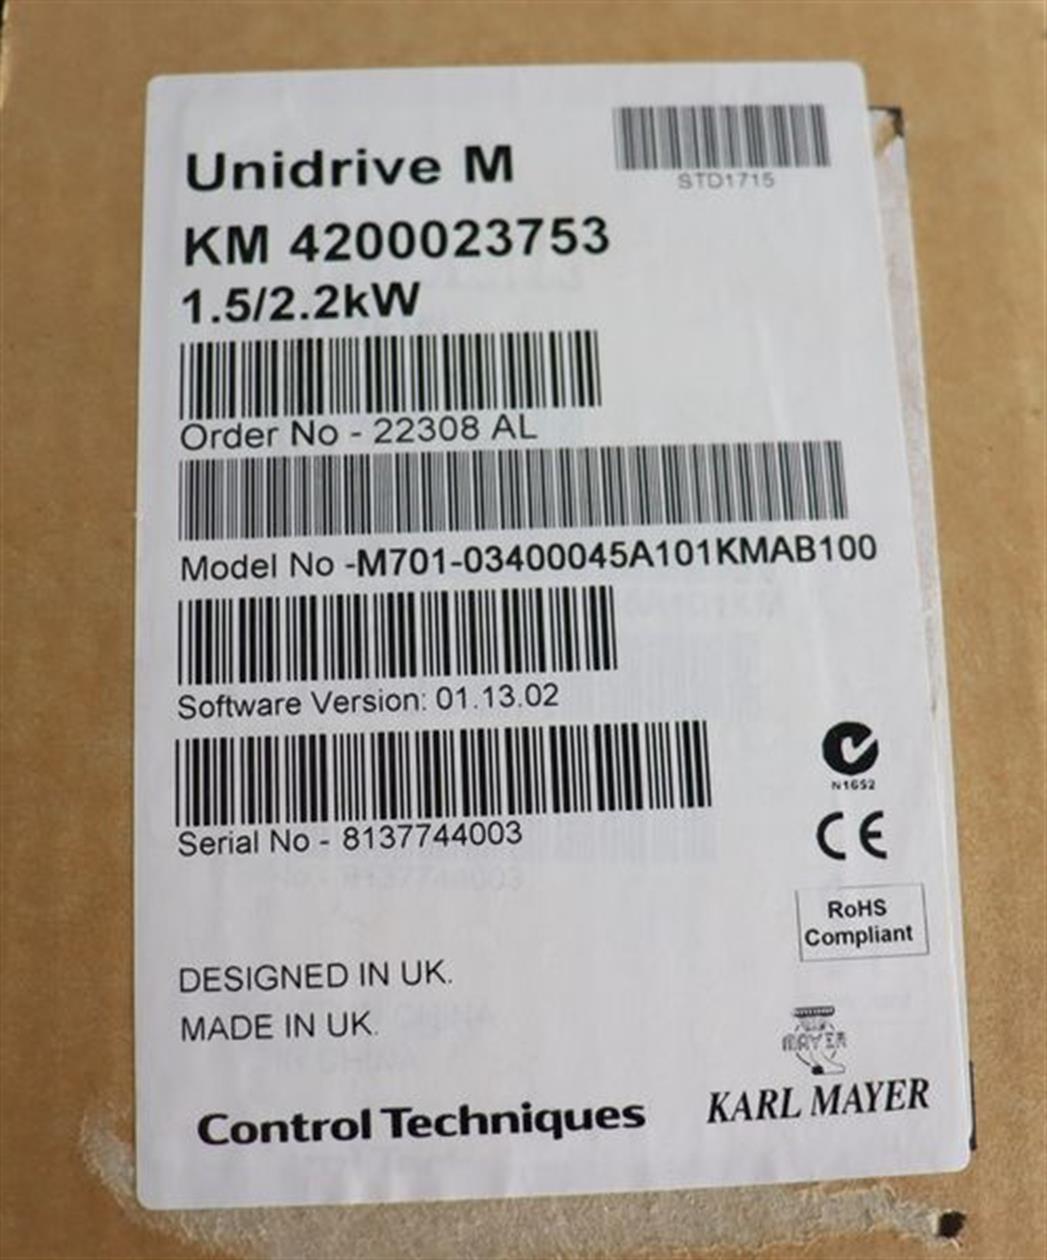 STD1715
Unidrive M
KM 4200023753
1.5/2.2kW
Order No - 22308 AL
Model No -M701-03400045A101KMAB100
Software Version: 01.13.02
Serial No - 8137744003
N1652
CE
RoHS
Compliant
DESIGNED IN UK.
MADE IN UK.
MAYER
Control Techniques
KARL MAYER